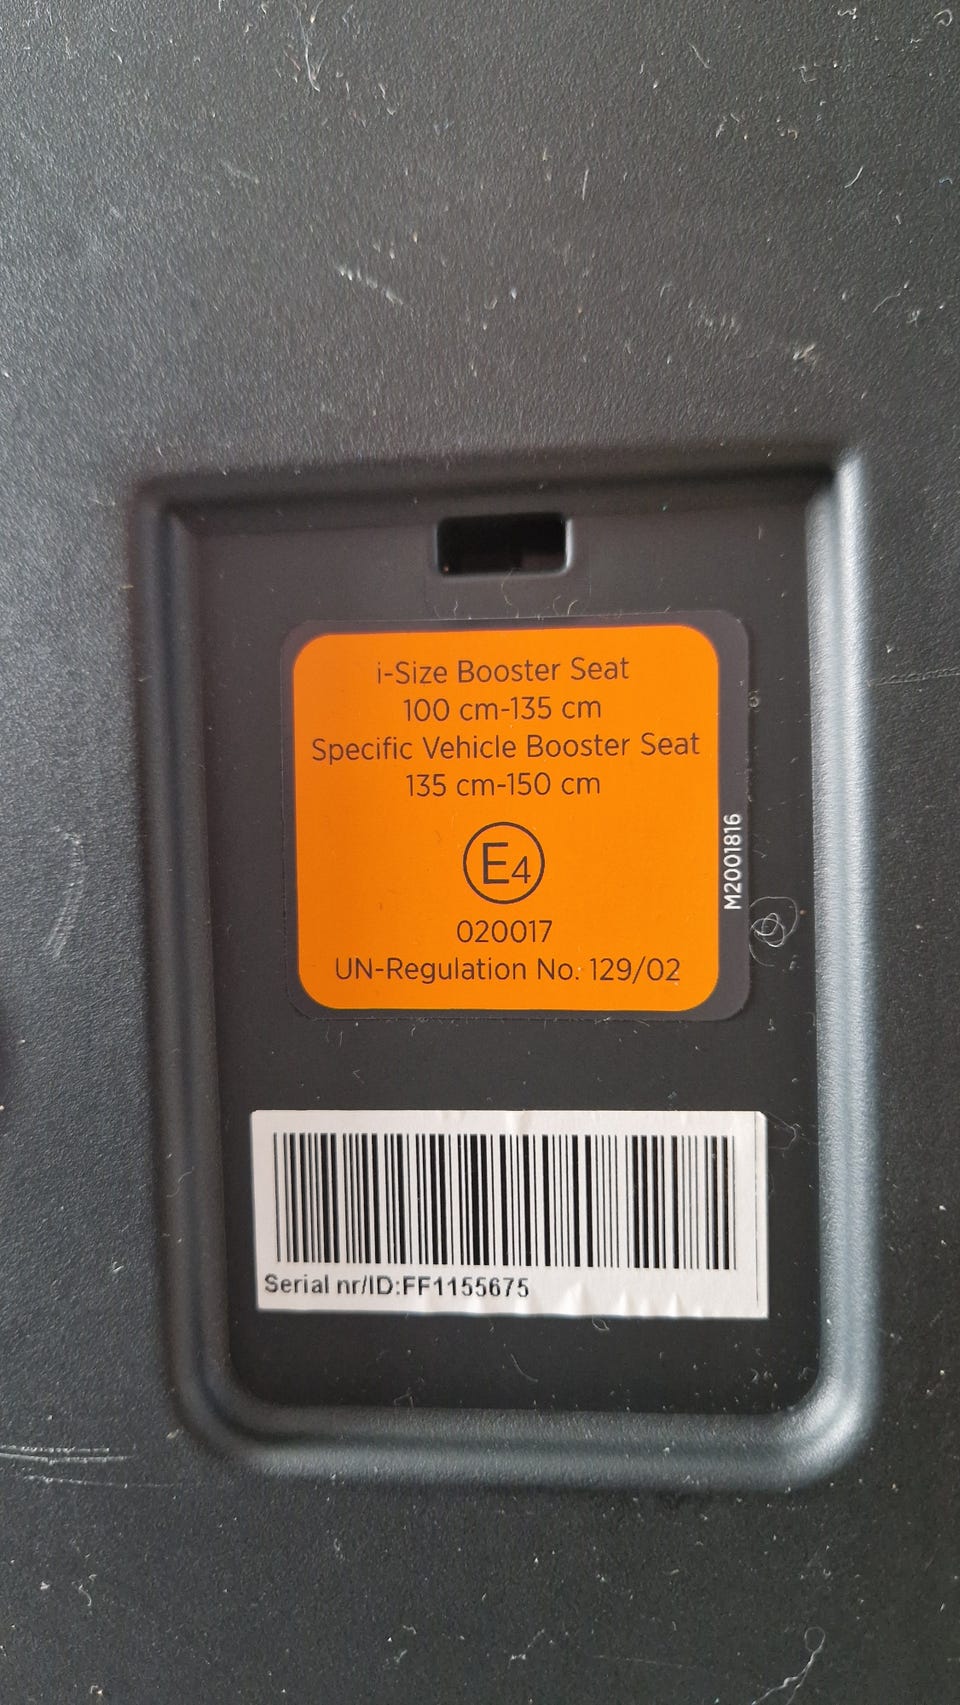 i-Size Booster Seat
100 cm-135 cm
Specific Vehicle Booster Seat
135 cm-150 cm
E4
020017
UN-Regulation No. 129/02
M2001816
Serial nr/ID:FF1155675